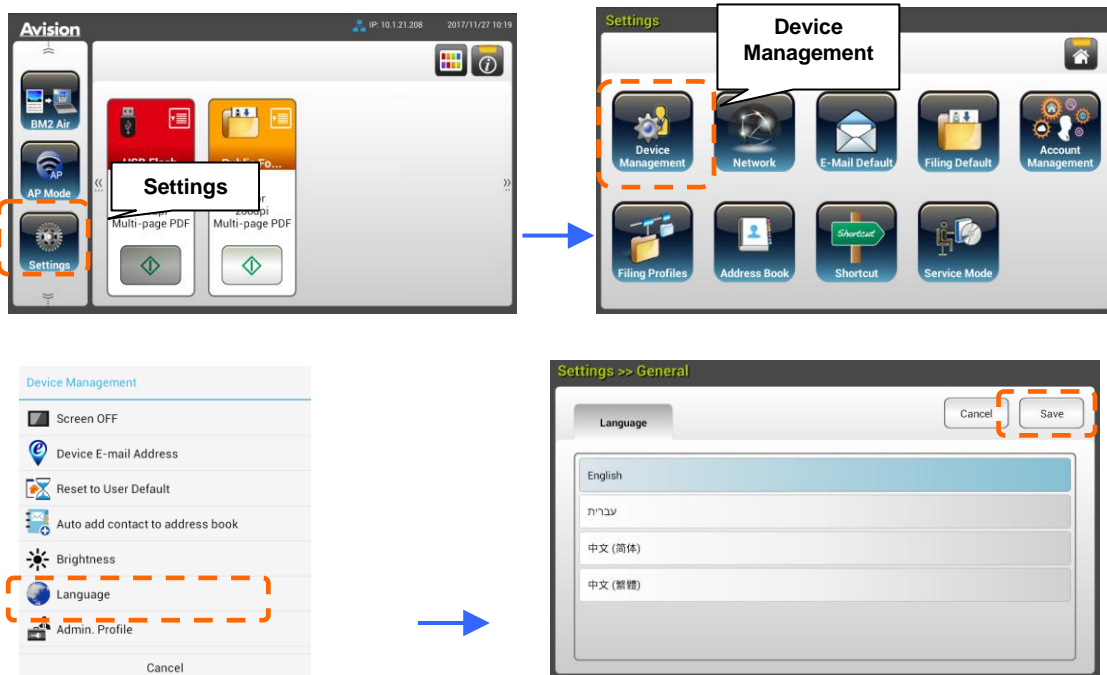 Avision
IP: 10.1.21.208
2017/11/27 10:19
BM2 Air
AP
AP Mode
Settings
USB Flash
Fo...
Settings
200dpi
Multi-page PDF
Multi-page PDF
Settings
Device
Management
Device
Management
Network
E-Mail Default
Filing Default
Account
Management
Filing Profiles
Address Book
Shortcut
Shortcut
Service Mode
Device Management
Screen OFF
Device E-mail Address
Reset to User Default
Auto add contact to address book
Brightness
Language
Admin. Profile
Cancel
Settings >> General
Language
Cancel
Save
English
עברית
中文 (简体)
中文 (繁體)